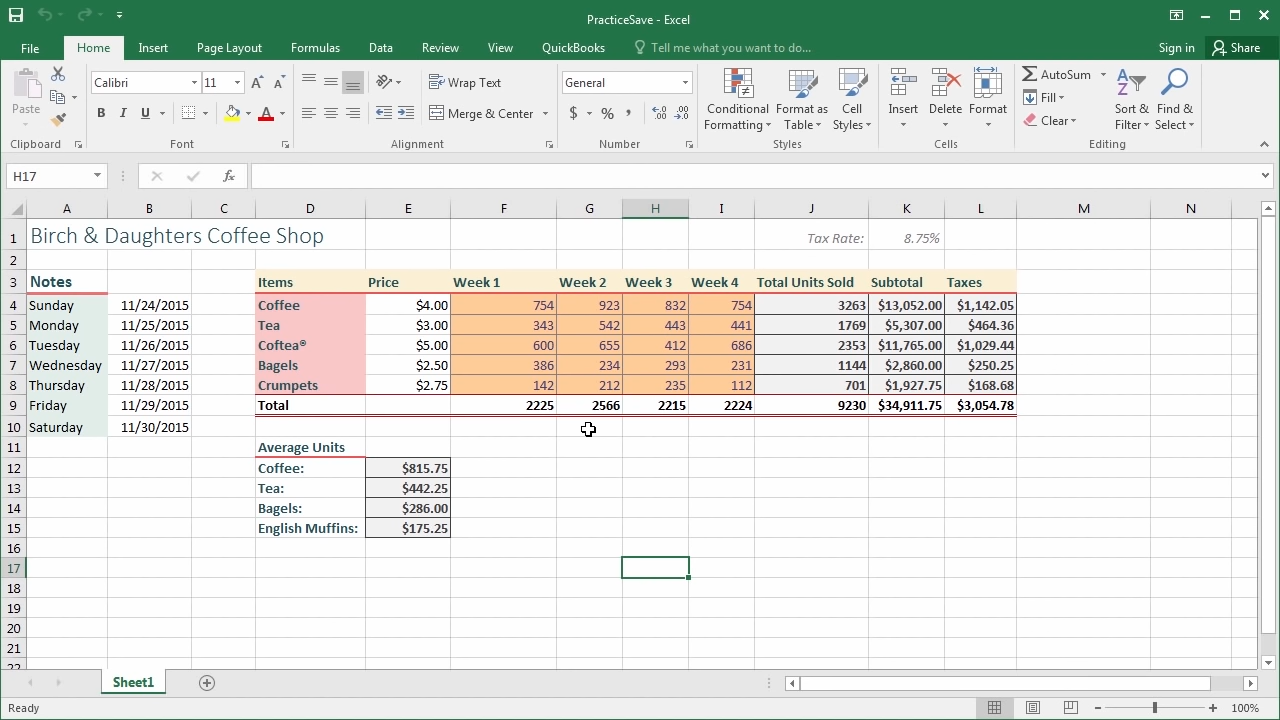 PracticeSave - Excel
File Home Insert Page Layout Formulas Data Review View QuickBooks Tell me what you want to do... Sign in Share
Paste
Clipboard
Calibri 11 A A
B I U A
Font
Wrap Text
Merge & Center
Alignment
General
$ % , .0 .00 .00 .0
Number
Conditional Formatting Format as Table Cell Styles
Styles
Insert Delete Format
Cells
AutoSum
Fill
Clear
Sort & Filter Find & Select
Editing
H17 fx
A B C D E F G H I J K L M N
1 Birch & Daughters Coffee Shop Tax Rate: 8.75%
2
3 Notes Items Price Week 1 Week 2 Week 3 Week 4 Total Units Sold Subtotal Taxes
4 Sunday 11/24/2015 Coffee $4.00 754 923 832 754 3263 $13,052.00 $1,142.05
5 Monday 11/25/2015 Tea $3.00 343 542 443 441 1769 $5,307.00 $464.36
6 Tuesday 11/26/2015 Coftea® $5.00 600 655 412 686 2353 $11,765.00 $1,029.44
7 Wednesday 11/27/2015 Bagels $2.50 386 234 293 231 1144 $2,860.00 $250.25
8 Thursday 11/28/2015 Crumpets $2.75 142 212 235 112 701 $1,927.75 $168.68
9 Friday 11/29/2015 Total 2225 2566 2215 2224 9230 $34,911.75 $3,054.78
10 Saturday 11/30/2015
11 Average Units
12 Coffee: $815.75
13 Tea: $442.25
14 Bagels: $286.00
15 English Muffins: $175.25
16
17
18
19
20
21
22
Sheet1
Ready 100%